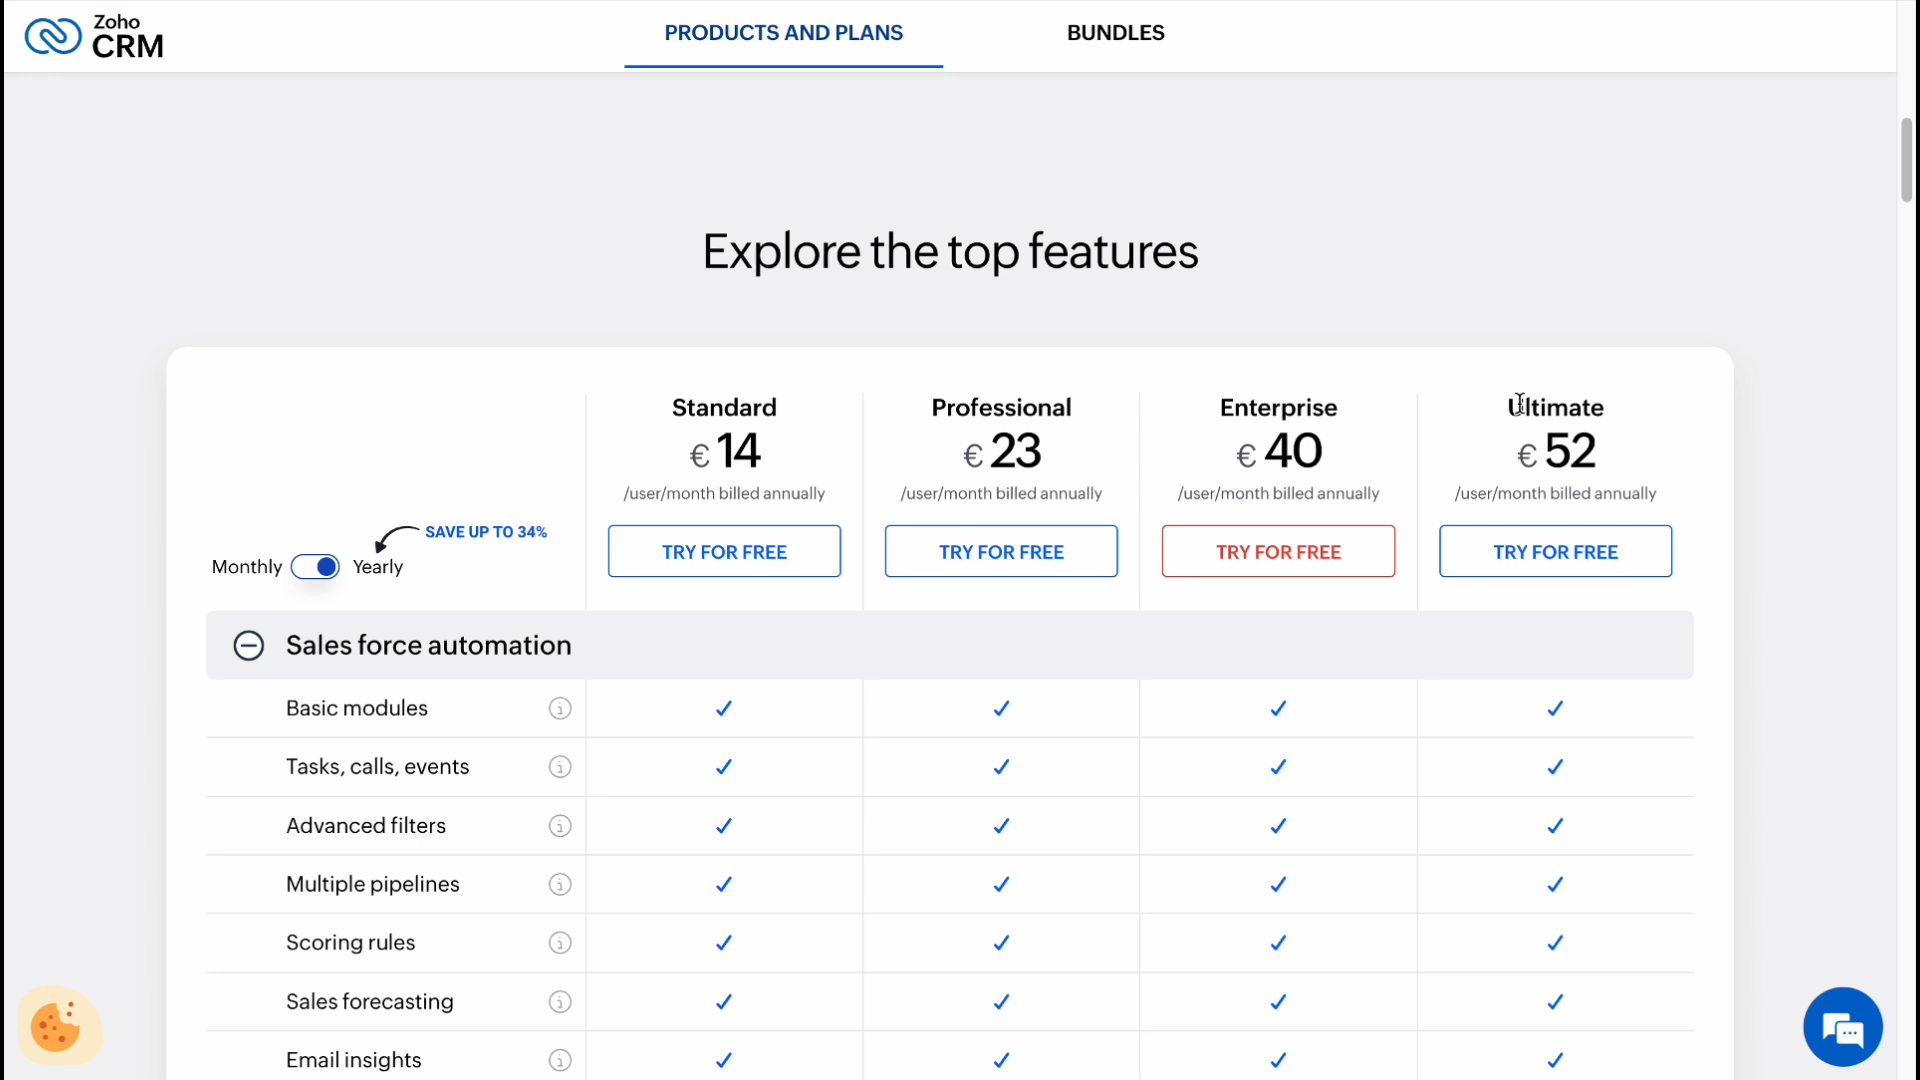 Zoho
CRM
PRODUCTS AND PLANS
BUNDLES
Explore the top features
Standard
Professional
Enterprise
Ultimate
€ 14
€ 23
€ 40
€ 52
/user/month billed annually
/user/month billed annually
/user/month billed annually
/user/month billed annually
SAVE UP TO 34%
Monthly
Yearly
TRY FOR FREE
TRY FOR FREE
TRY FOR FREE
TRY FOR FREE
Sales force automation
Basic modules
Tasks, calls, events
Advanced filters
Multiple pipelines
Scoring rules
Sales forecasting
Email insights